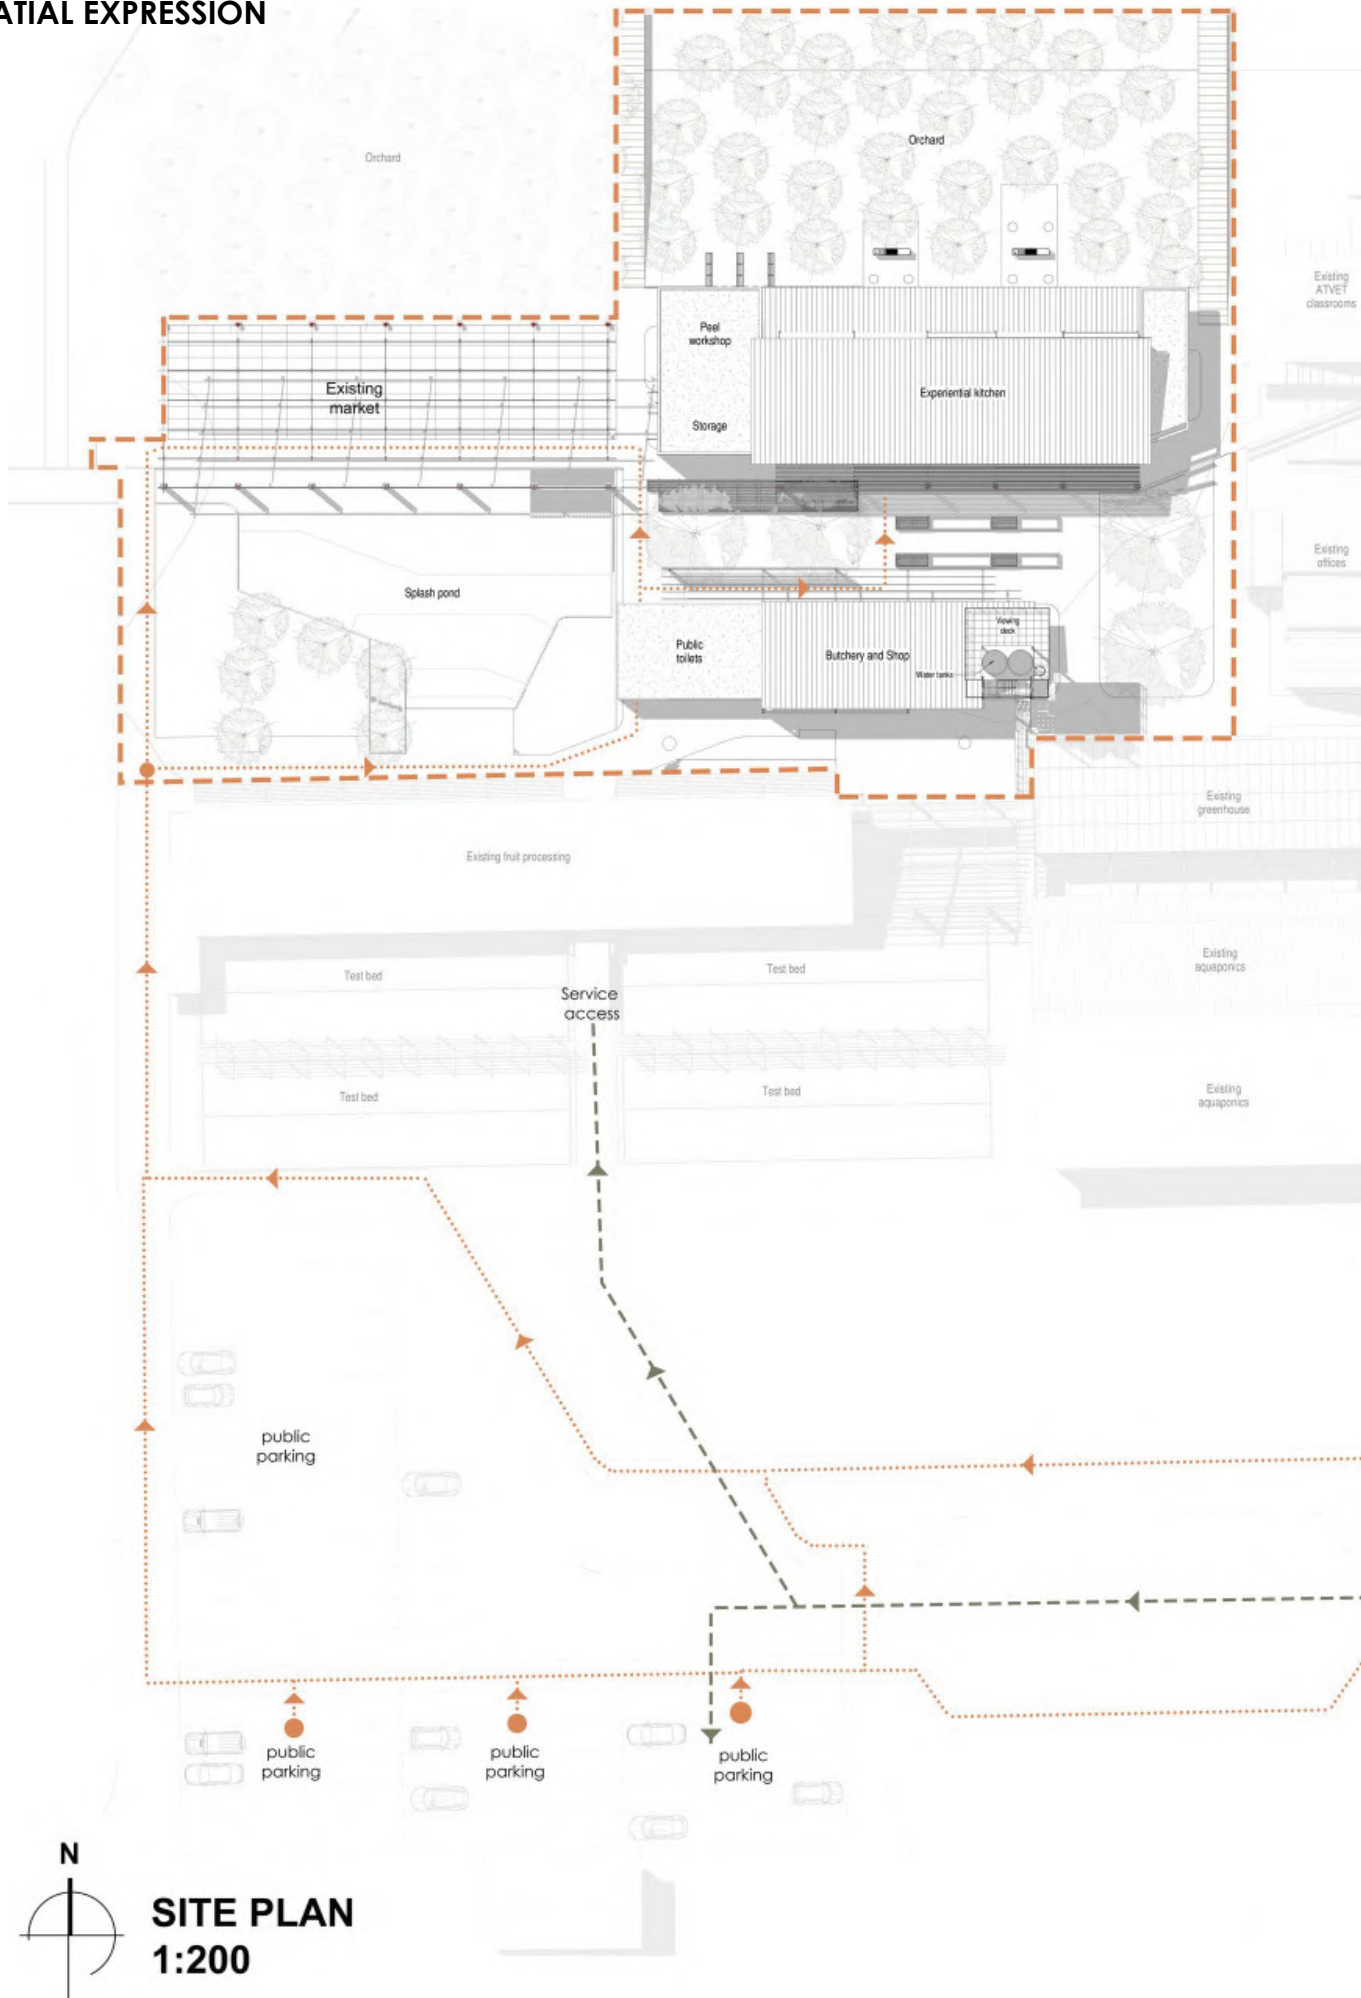 ATIAL EXPRESSION
Orchard
Orchard
Existing
ATVET
classrooms
Peel
workshop
Existing
market
Experiential kitchen
Storage
Existing
offices
Splash pond
Viewing
deck
Public
toilets
Butchery and Shop
Water tanks
Existing
greenhouse
Existing fruit processing
Existing
aquaponics
Test bed
Test bed
Service
access
Test bed
Test bed
Existing
aquaponics
public
parking
public
parking
public
parking
public
parking
N
SITE PLAN
1:200